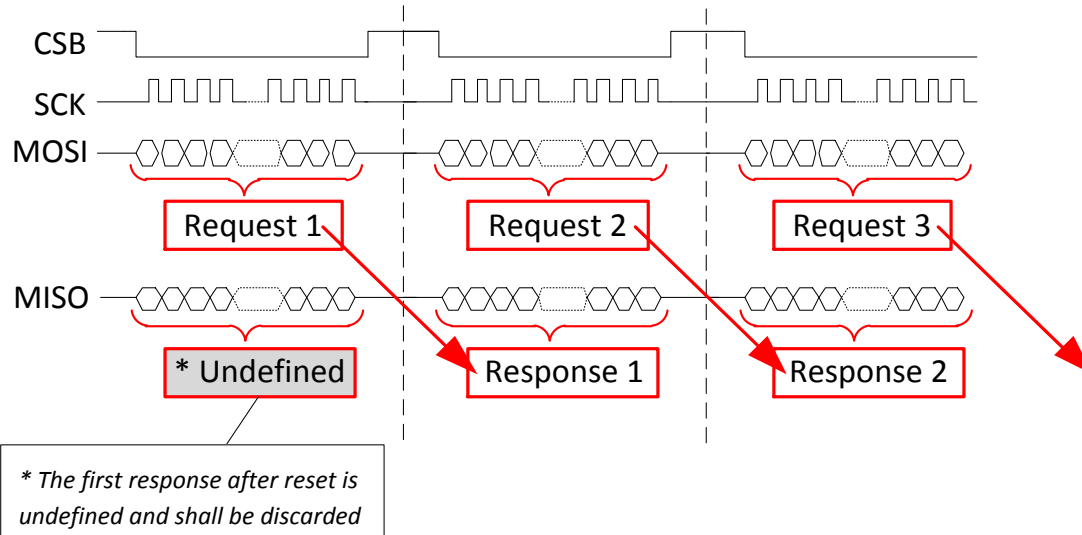 CSB
SCK
MOSI
Request 1
Request 2
Request 3
MISO
* Undefined
Response 1
Response 2
* The first response after reset is
undefined and shall be discarded